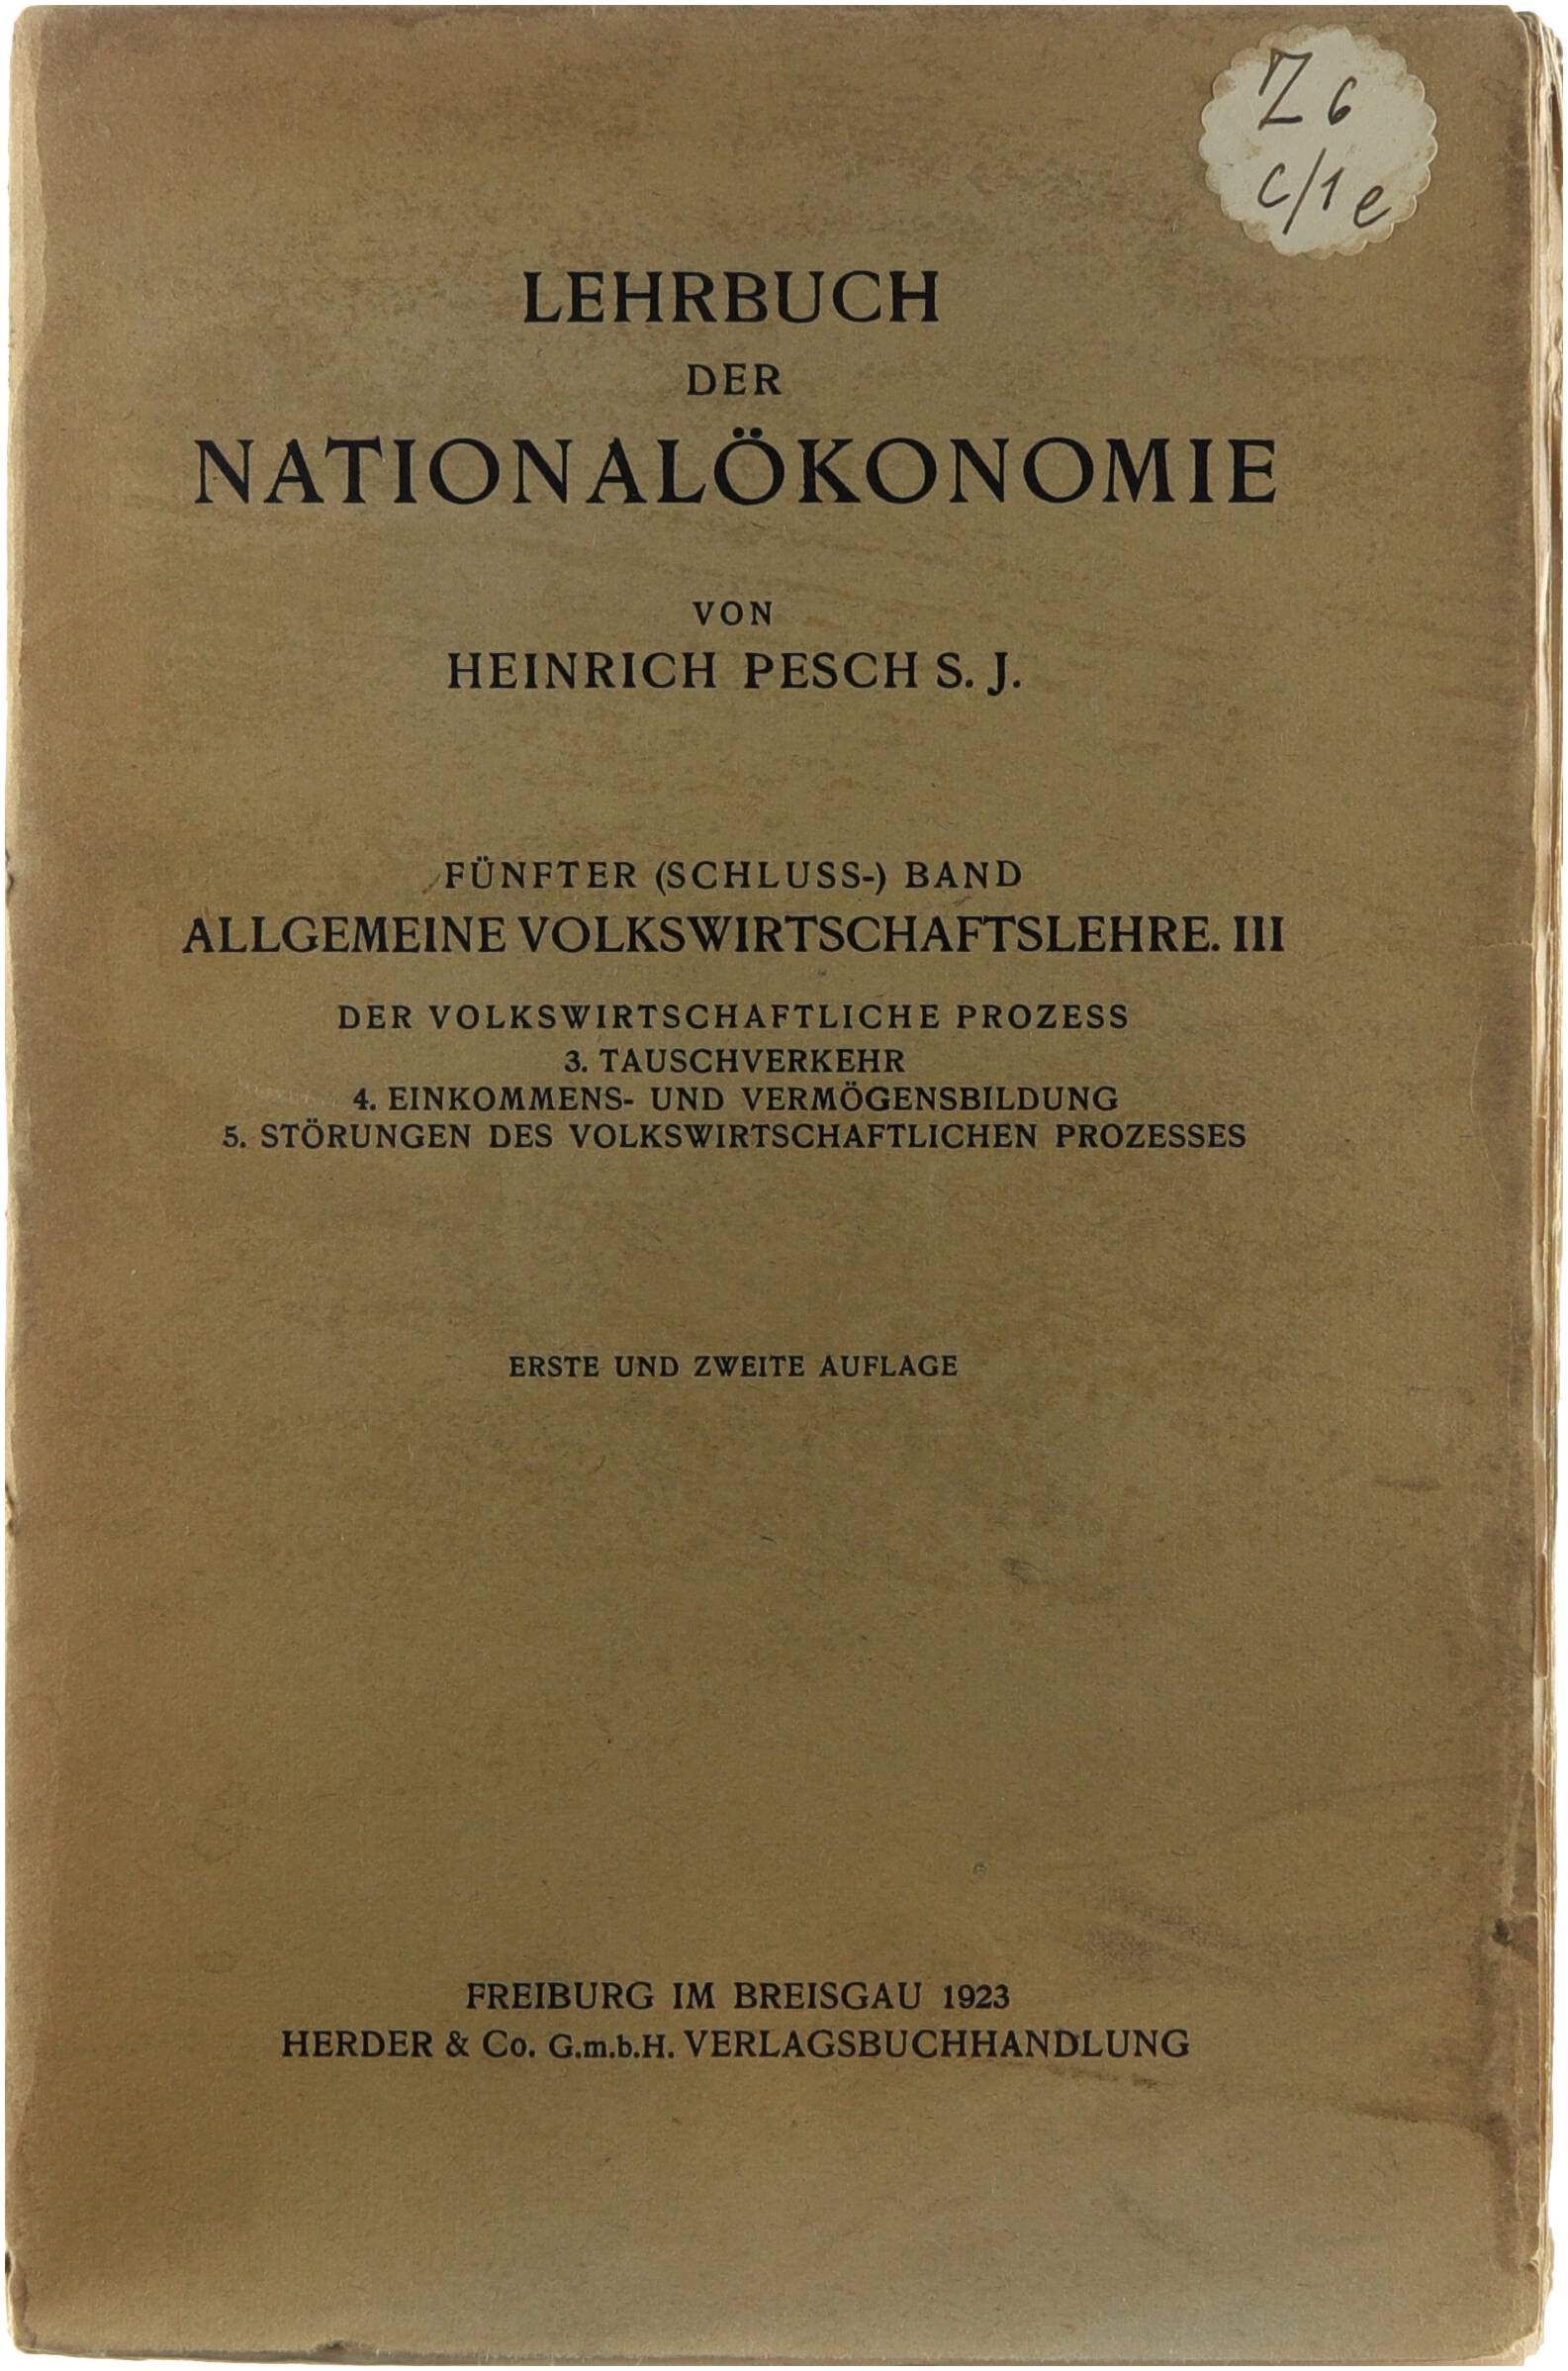 Z 6
c/1 e
LEHRBUCH
DER
NATIONALÖKONOMIE
VON
HEINRICH PESCH S. J.
FÜNFTER (SCHLUSS-) BAND
ALLGEMEINE VOLKSWIRTSCHAFTSLEHRE. III
DER VOLKSWIRTSCHAFTLICHE PROZESS
3. TAUSCHVERKEHR
4. EINKOMMENS- UND VERMÖGENSBILDUNG
5. STÖRUNGEN DES VOLKSWIRTSCHAFTLICHEN PROZESSES
ERSTE UND ZWEITE AUFLAGE
FREIBURG IM BREISGAU 1923
HERDER & Co. G.m.b.H. VERLAGSBUCHHANDLUNG